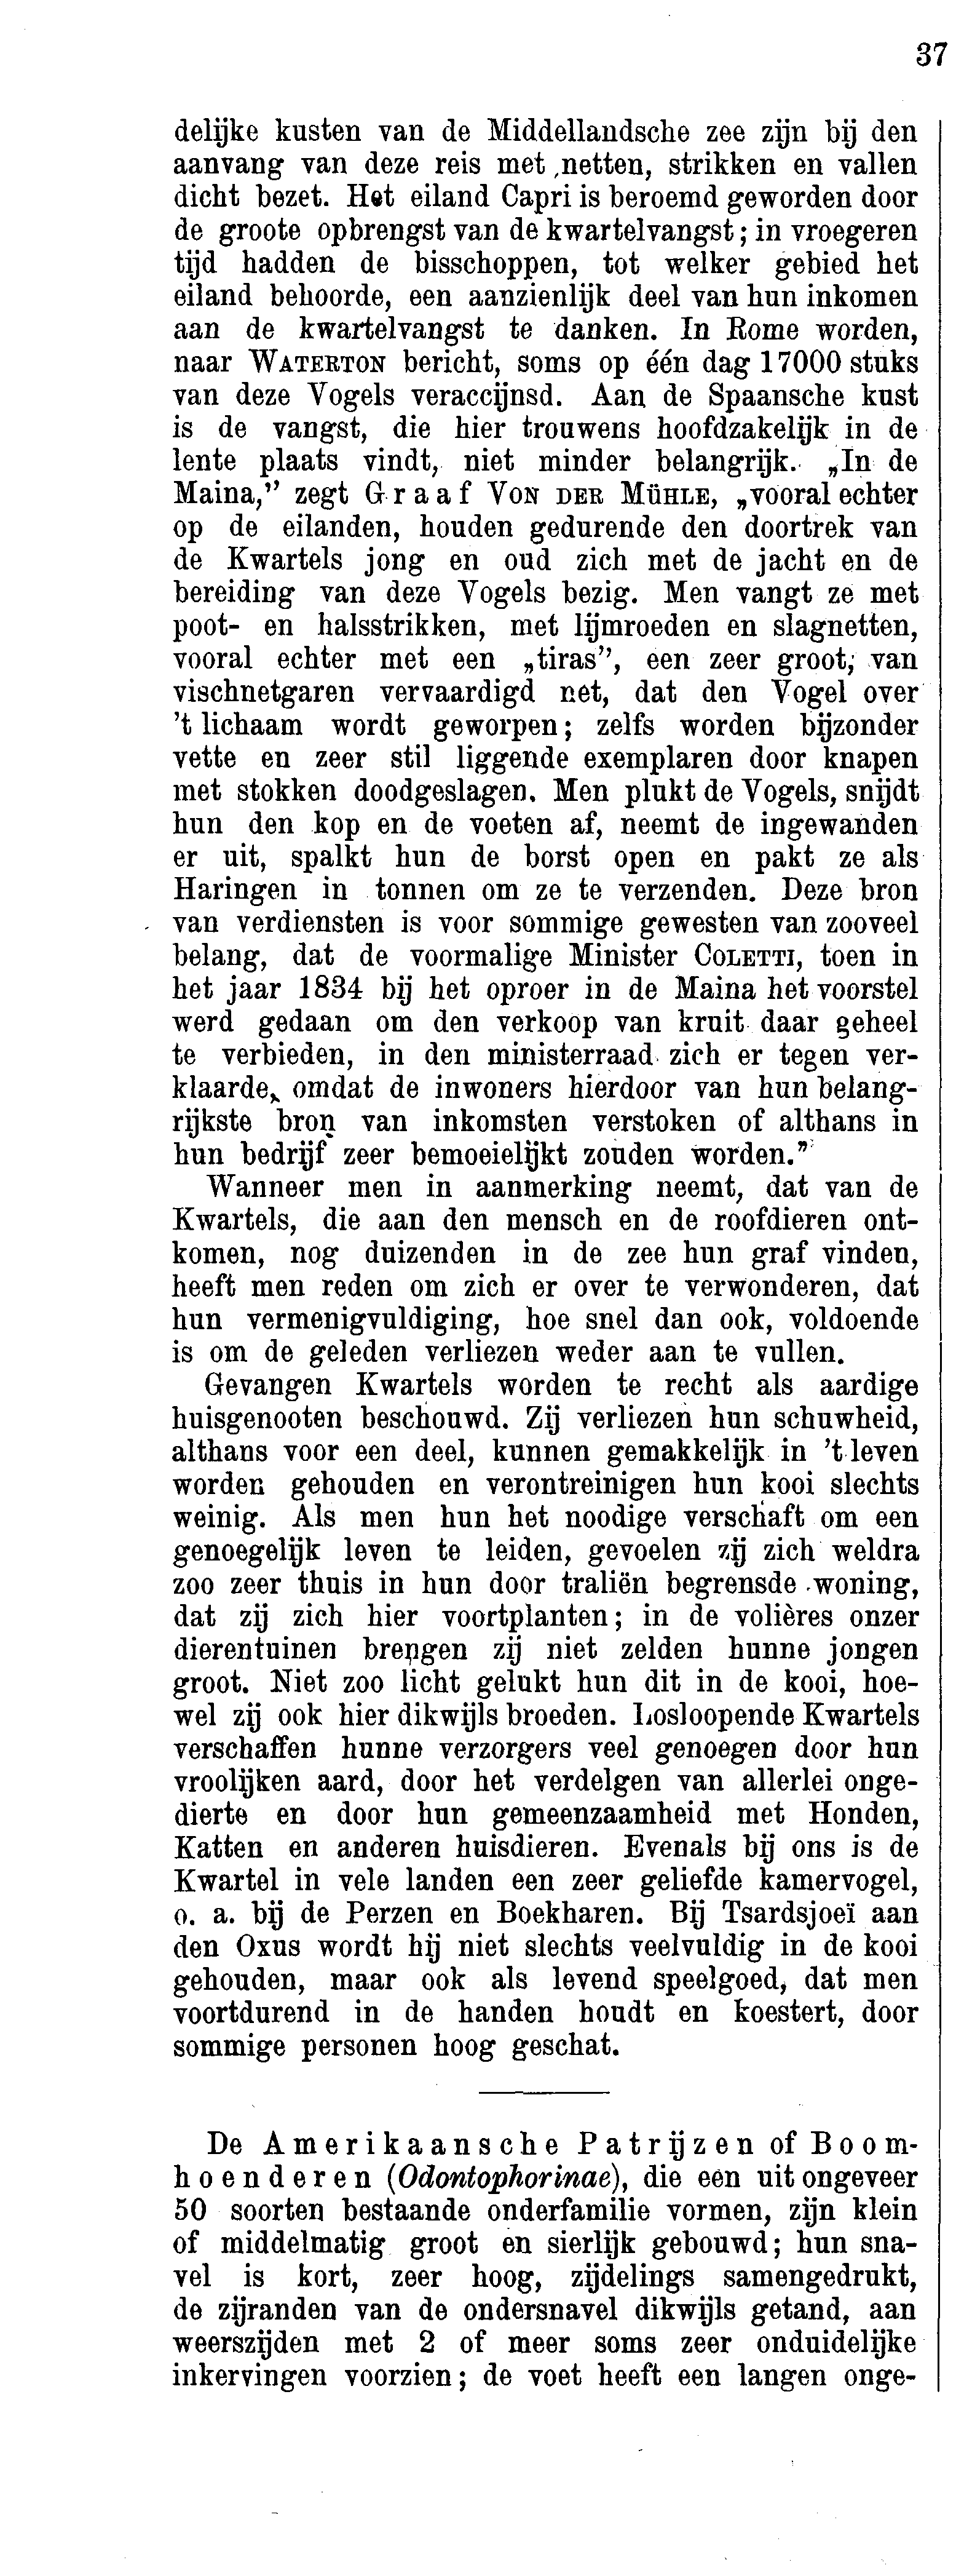 37
delijke kusten van de Middellandsche zee zijn bij den
aanvang van deze reis met netten, strikken en vallen
dicht bezet. Het eiland Capri is beroemd geworden door
de groote opbrengst van de kwartelvangst; in vroegeren
tijd hadden de bisschoppen, tot welker gebied het
eiland behoorde, een aanzienlijk deel van hun inkomen
aan de kwartelvangst te danken. In Rome worden,
naar WATERTON bericht, soms op één dag 17000 stuks
van deze Vogels veraccijnsd. Aan de Spaansche kust
is de vangst, die hier trouwens hoofdzakelijk in de
lente plaats vindt, niet minder belangrijk. „In de
Maina,” zegt Graaf VON DER MÜHLE, „vooral echter
op de eilanden, houden gedurende den doortrek van
de Kwartels jong en oud zich met de jacht en de
bereiding van deze Vogels bezig. Men vangt ze met
poot- en halsstrikken, met lijmroeden en slagnetten,
vooral echter met een „tiras”, een zeer groot, van
vischnetgaren vervaardigd net, dat den Vogel over
't lichaam wordt geworpen; zelfs worden bijzonder
vette en zeer stil liggende exemplaren door knapen
met stokken doodgeslagen. Men plukt de Vogels, snijdt
hun den kop en de voeten af, neemt de ingewanden
er uit, spalkt hun de borst open en pakt ze als
Haringen in tonnen om ze te verzenden. Deze bron
van verdiensten is voor sommige gewesten van zooveel
belang, dat de voormalige Minister COLETTI, toen in
het jaar 1834 bij het oproer in de Maina het voorstel
werd gedaan om den verkoop van kruit daar geheel
te verbieden, in den ministerraad zich er tegen ver-
klaarde, omdat de inwoners hierdoor van hun belang-
rijkste bron van inkomsten verstoken of althans in
hun bedrijf zeer bemoeielijkt zouden worden.”
Wanneer men in aanmerking neemt, dat van de
Kwartels, die aan den mensch en de roofdieren ont-
komen, nog duizenden in de zee hun graf vinden,
heeft men reden om zich er over te verwonderen, dat
hun vermenigvuldiging, hoe snel dan ook, voldoende
is om de geleden verliezen weder aan te vullen.
Gevangen Kwartels worden te recht als aardige
huisgenooten beschouwd. Zij verliezen hun schuwheid,
althans voor een deel, kunnen gemakkelijk in 't leven
worden gehouden en verontreinigen hun kooi slechts
weinig. Als men hun het noodige verschaft om een
genoegelijk leven te leiden, gevoelen zij zich weldra
zoo zeer thuis in hun door traliën begrensde woning,
dat zij zich hier voortplanten; in de volières onzer
dierentuinen brengen zij niet zelden hunne jongen
groot. Niet zoo licht gelukt hun dit in de kooi, hoe-
wel zij ook hier dikwijls broeden. Losloopende Kwartels
verschaffen hunne verzorgers veel genoegen door hun
vroolijken aard, door het verdelgen van allerlei onge-
dierte en door hun gemeenzaamheid met Honden,
Katten en anderen huisdieren. Evenals bij ons is de
Kwartel in vele landen een zeer geliefde kamervogel,
o. a. bij de Perzen en Boekharen. Bij Tsardsjoeï aan
den Oxus wordt hij niet slechts veelvuldig in de kooi
gehouden, maar ook als levend speelgoed, dat men
voortdurend in de handen houdt en koestert, door
sommige personen hoog geschat.
De Amerikaansche Patrijzen of Boom-
hoenderen (Odontophorinae), die een uit ongeveer
50 soorten bestaande onderfamilie vormen, zijn klein
of middelmatig groot en sierlijk gebouwd; hun sna-
vel is kort, zeer hoog, zijdelings samengedrukt,
de zijranden van de ondersnavel dikwijls getand, aan
weerszijden met 2 of meer soms zeer onduidelijke
inkervingen voorzien; de voet heeft een langen onge-